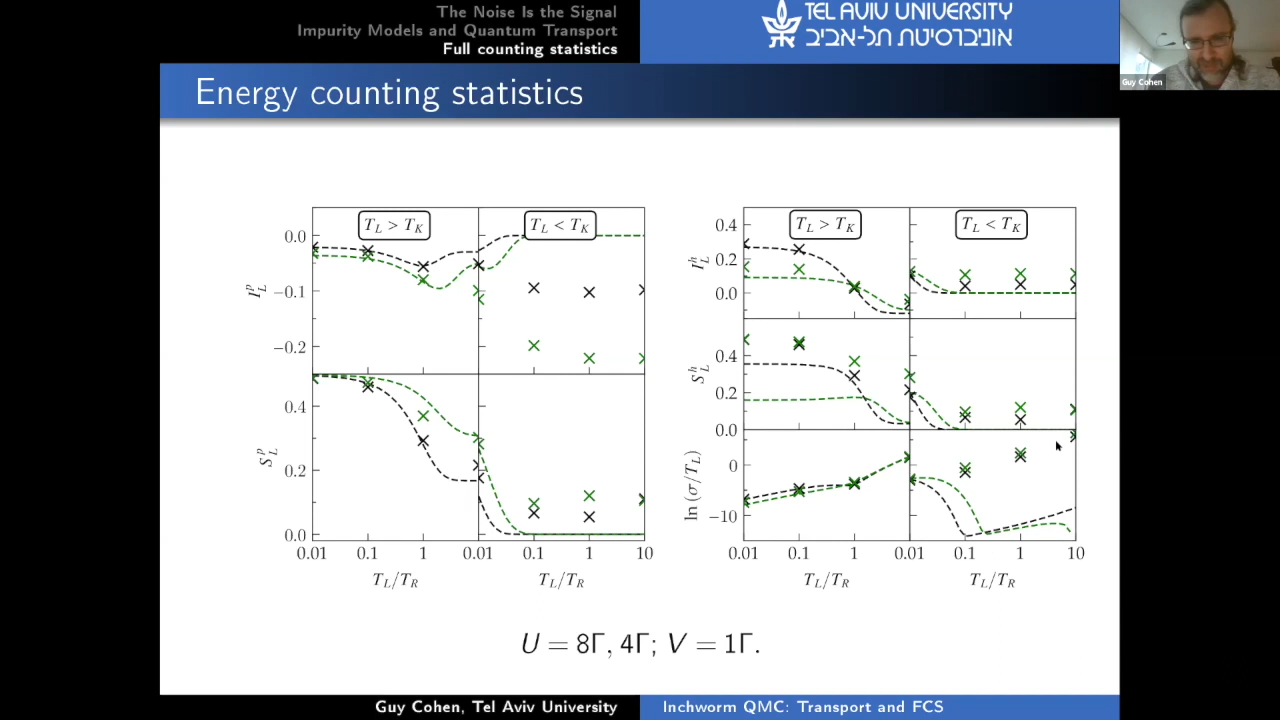 The Noise Is the Signal
Impurity Models and Quantum Transport
Full counting statistics
TEL AVIV UNIVERSITY
אוניברסיטת תל-אביב
Guy Cohen
Energy counting statistics
T_L > T_K
T_L < T_K
0.0
−0.1
−0.2
I_L^p
0.4
0.2
0.0
S_L^p
0.01 0.1 1 0.01 0.1 1 10
T_L/T_R T_L/T_R
T_L > T_K
T_L < T_K
0.4
0.2
0.0
I_L^h
0.4
0.2
0.0
S_L^h
0
−10
ln (σ/T_L)
0.01 0.1 1 0.01 0.1 1 10
T_L/T_R T_L/T_R
U = 8Γ, 4Γ; V = 1Γ.
Guy Cohen, Tel Aviv University
Inchworm QMC: Transport and FCS